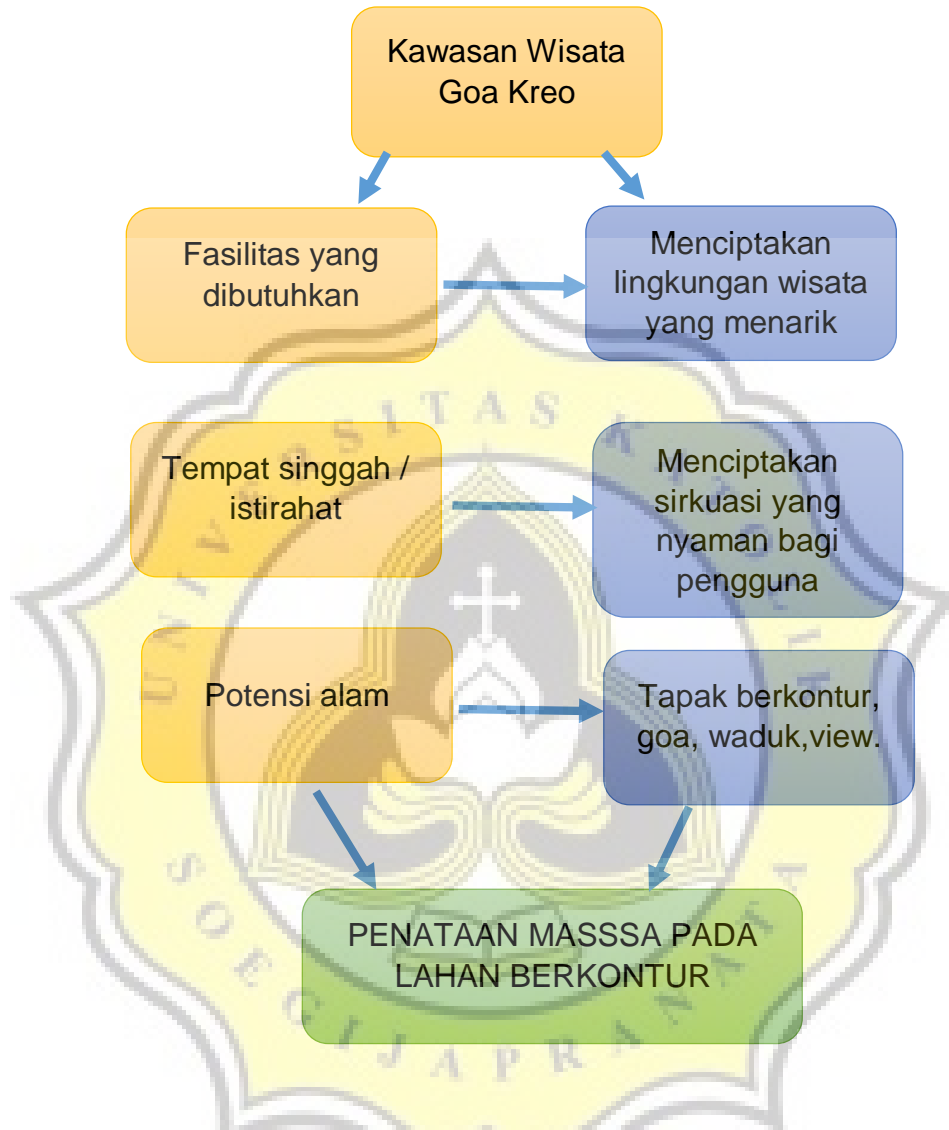 Kawasan Wisata
Goa Kreo
Fasilitas yang
dibutuhkan
Menciptakan
lingkungan wisata
yang menarik
Tempat singgah /
istirahat
Menciptakan
sirkuasi yang
nyaman bagi
pengguna
Potensi alam
Tapak berkontur,
goa, waduk,view.
PENATAAN MASSSA PADA
LAHAN BERKONTUR
SOEGIJAPRANATA